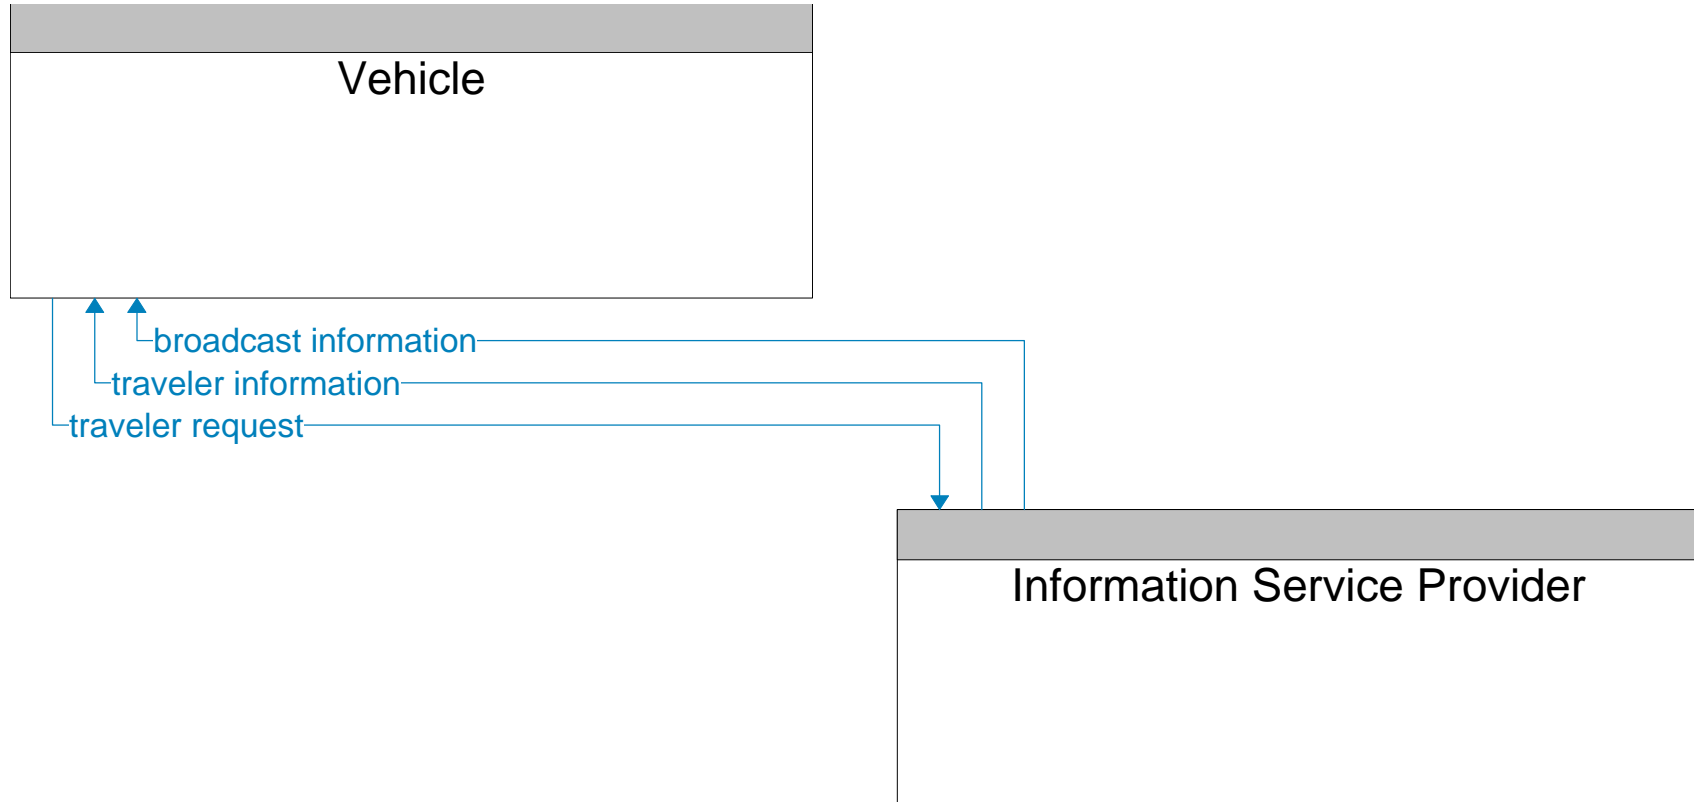 Vehicle
broadcast information
traveler information
traveler request
Information Service Provider